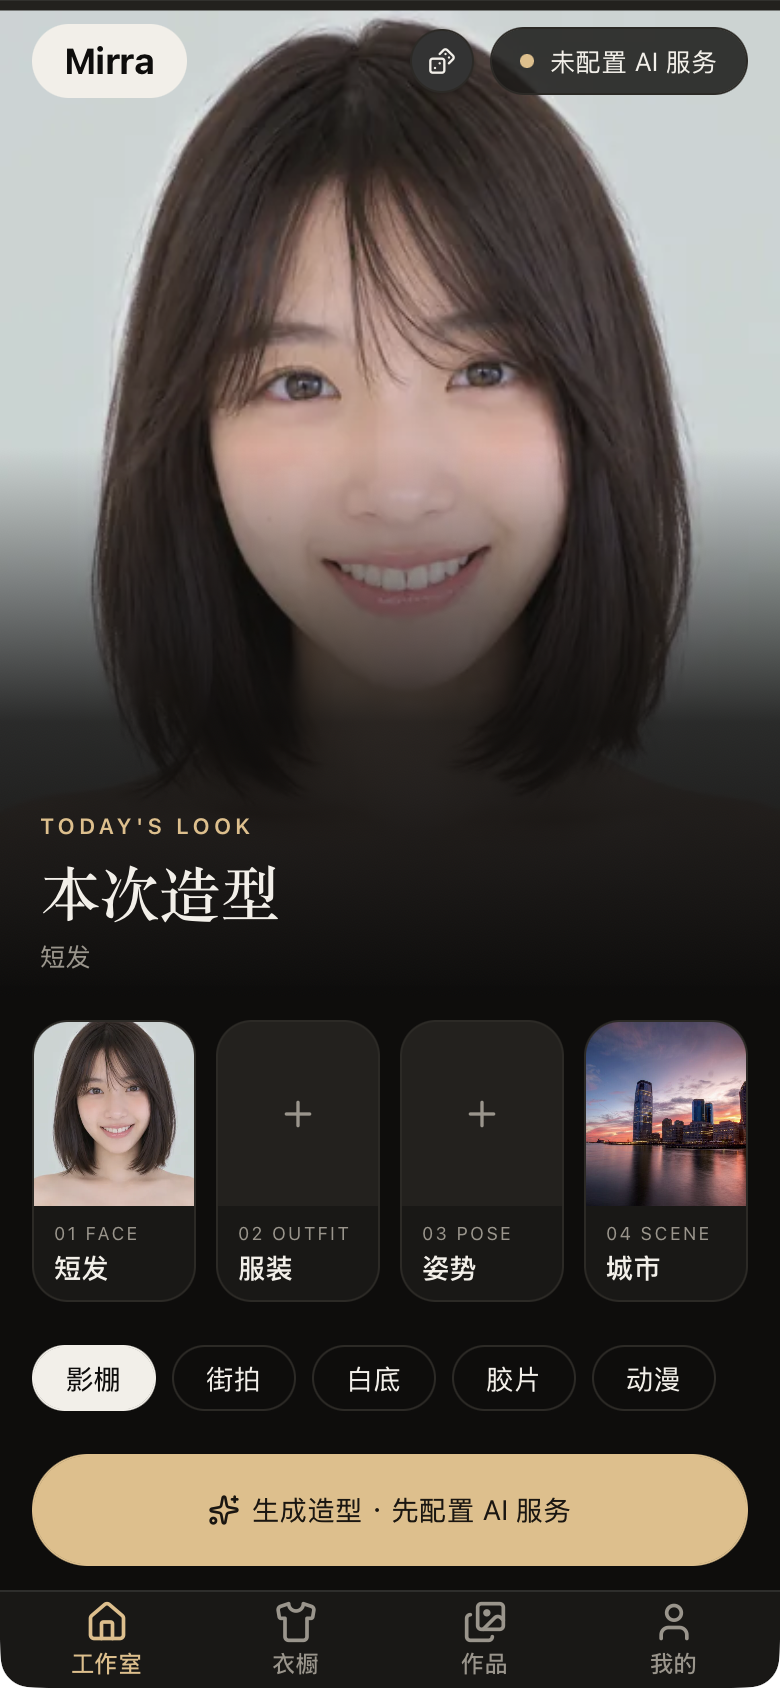 Mirra
未配置 AI 服务
TODAY'S LOOK
本次造型
短发
01 FACE
短发
02 OUTFIT
服装
03 POSE
姿势
04 SCENE
城市
影棚
街拍
白底
胶片
动漫
生成造型 · 先配置 AI 服务
工作室
衣橱
作品
我的